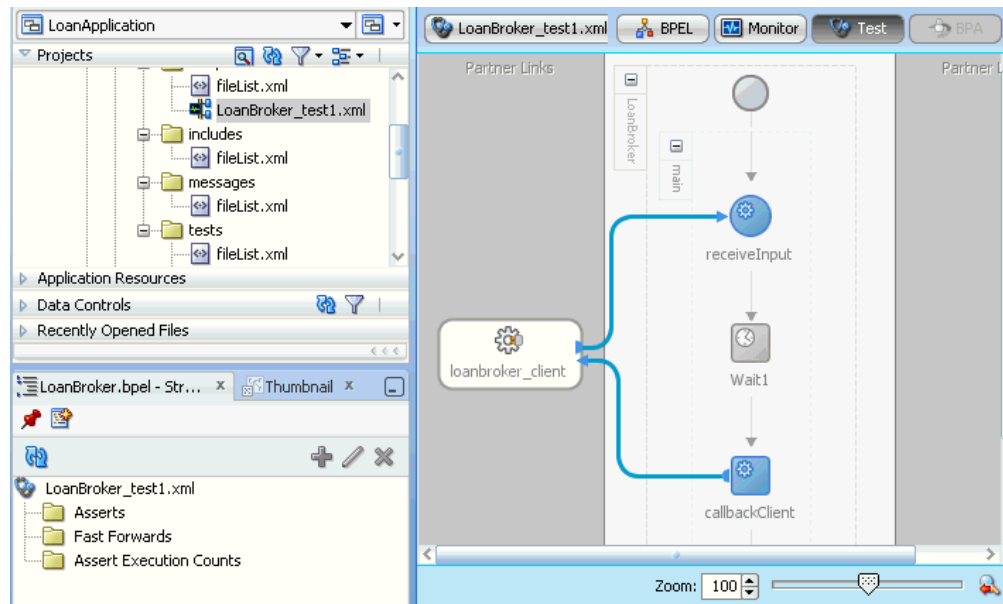 LoanApplication
Projects
fileList.xml
LoanBroker_test1.xml
includes
fileList.xml
messages
fileList.xml
tests
fileList.xml
Application Resources
Data Controls
Recently Opened Files
LoanBroker.bpel - Str... x
Thumbnail x
LoanBroker_test1.xml
Asserts
Fast Forwards
Assert Execution Counts
LoanBroker_test1.xml
BPEL
Monitor
Test
BPA
Partner Links
Partner L
LoanBroker
main
receiveInput
loanbroker_client
Wait1
callbackClient
Zoom: 100